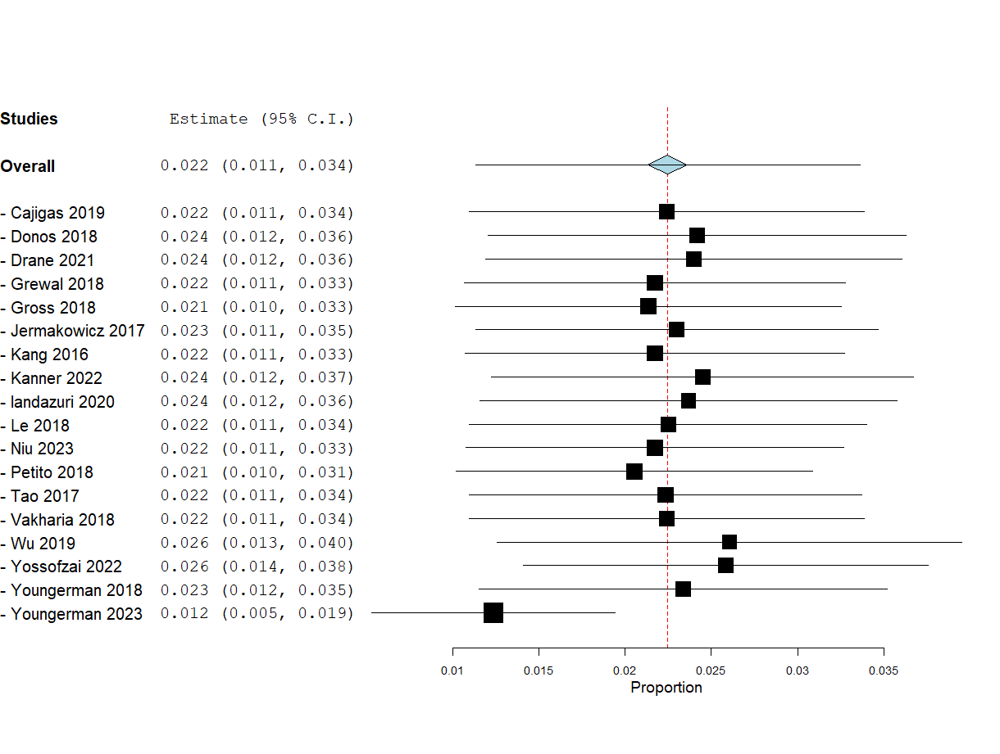 Studies Estimate (95% C.I.)
Overall 0.022 (0.011, 0.034)
- Cajigas 2019 0.022 (0.011, 0.034)
- Donos 2018 0.024 (0.012, 0.036)
- Drane 2021 0.024 (0.012, 0.036)
- Grewal 2018 0.022 (0.011, 0.033)
- Gross 2018 0.021 (0.010, 0.033)
- Jermakowicz 2017 0.023 (0.011, 0.035)
- Kang 2016 0.022 (0.011, 0.033)
- Kanner 2022 0.024 (0.012, 0.037)
- landazuri 2020 0.024 (0.012, 0.036)
- Le 2018 0.022 (0.011, 0.034)
- Niu 2023 0.022 (0.011, 0.033)
- Petito 2018 0.021 (0.010, 0.031)
- Tao 2017 0.022 (0.011, 0.034)
- Vakharia 2018 0.022 (0.011, 0.034)
- Wu 2019 0.026 (0.013, 0.040)
- Yossofzai 2022 0.026 (0.014, 0.038)
- Youngerman 2018 0.023 (0.012, 0.035)
- Youngerman 2023 0.012 (0.005, 0.019)
0.01 0.015 0.02 0.025 0.03 0.035
Proportion